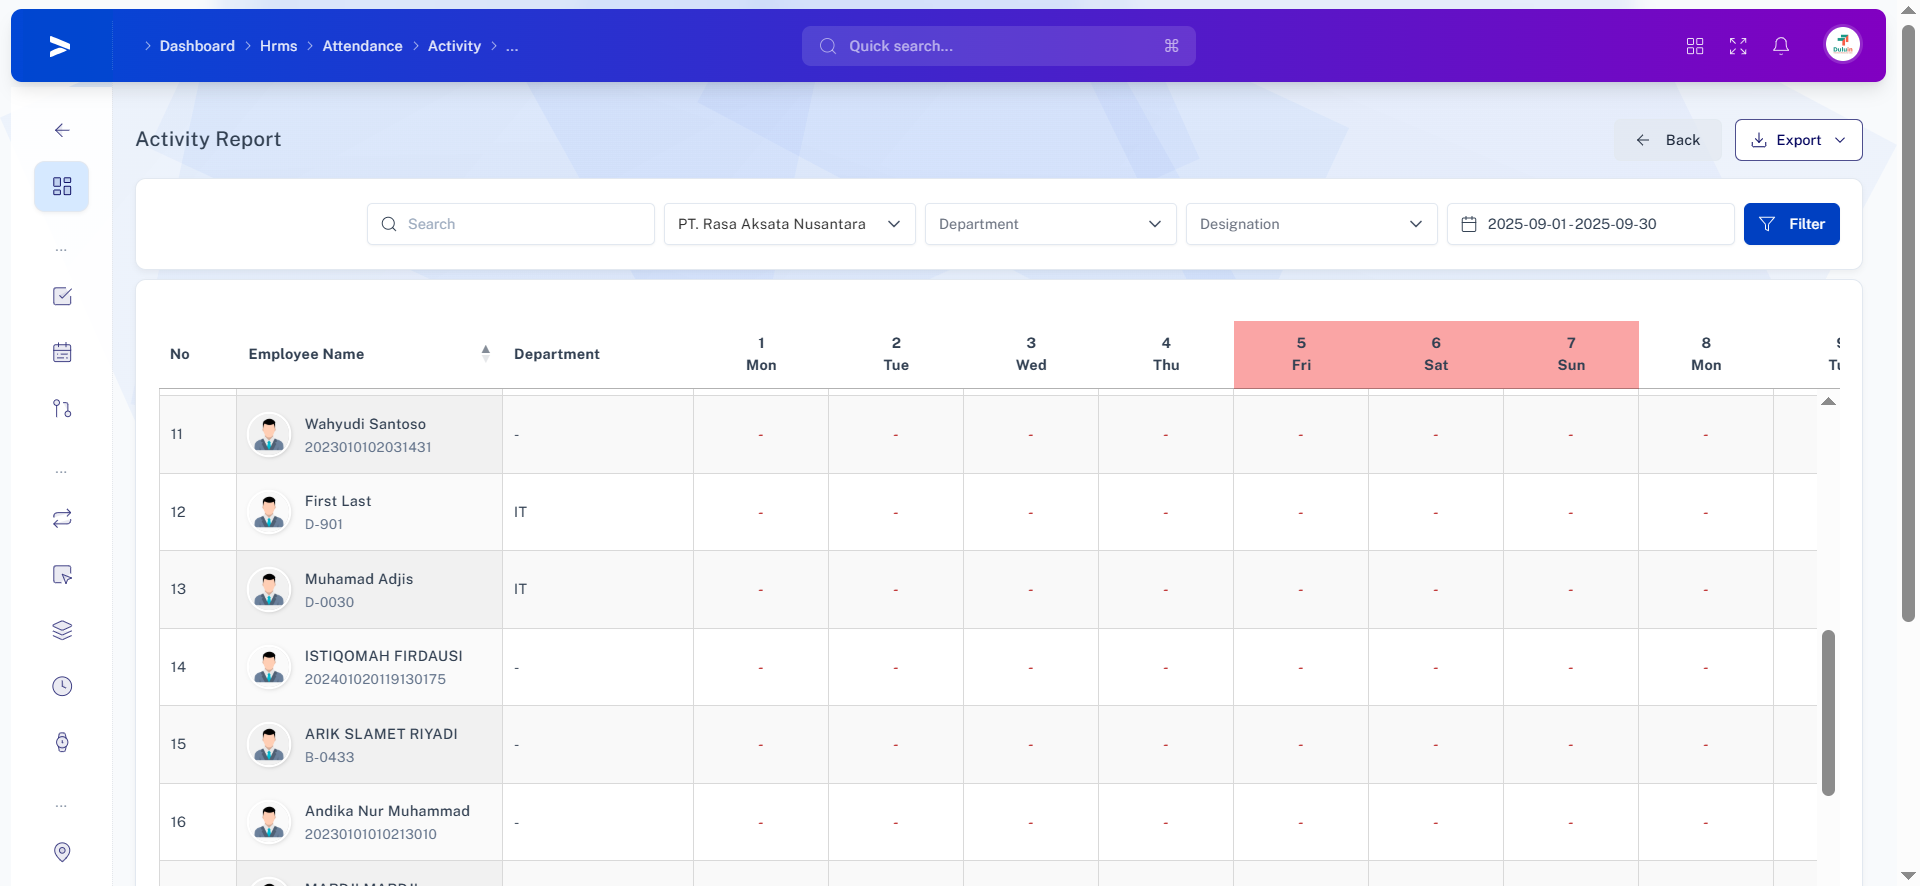 Dashboard > Hrms > Attendance > Activity > ...
Quick search...
⌘
Duluin
Activity Report
Back
Export
Search
PT. Rasa Aksata Nusantara
Department
Designation
2025-09-01 - 2025-09-30
Filter
No
Employee Name
Department
1 Mon
2 Tue
3 Wed
4 Thu
5 Fri
6 Sat
7 Sun
8 Mon
11 Wahyudi Santoso - - - - - - - - -
2023010102031431
12 First Last IT - - - - - - - -
D-901
13 Muhamad Adjis IT - - - - - - - -
D-0030
14 ISTIQOMAH FIRDAUSI - - - - - - - - -
202401020119130175
15 ARIK SLAMET RIYADI - - - - - - - - -
B-0433
16 Andika Nur Muhammad - - - - - - - - -
20230101010213010
...
...
...